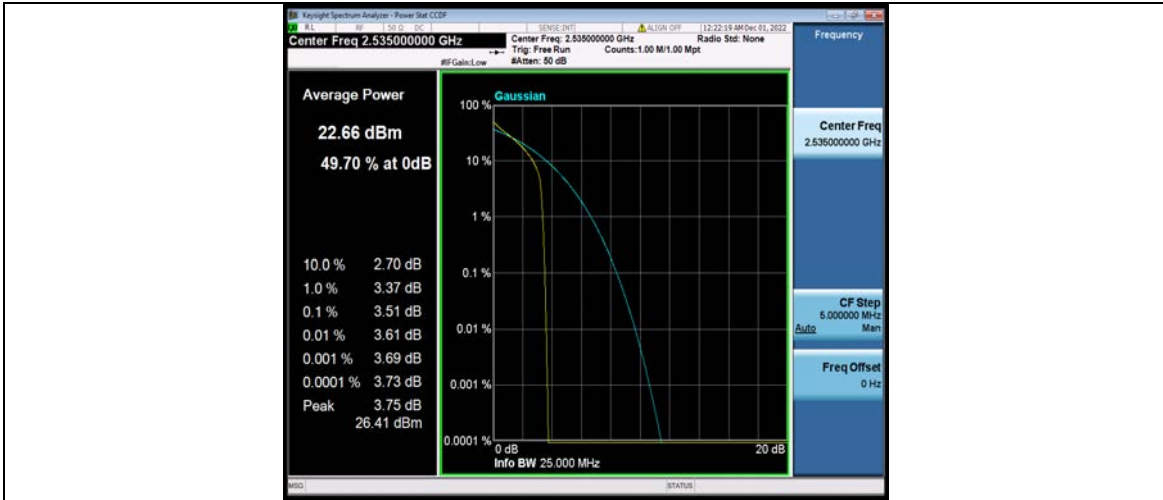 Keysight Spectrum Analyzer - Power Stat CCDF
RL RF 50 Ω DC SENSE:INT ALIGN OFF 12:22:19 AM Dec 01, 2022
Center Freq 2.535000000 GHz
Center Freq: 2.535000000 GHz Radio Std: None
Trig: Free Run Counts:1.00 M/1.00 Mpt
#IFGain:Low #Atten: 50 dB
Frequency
Average Power
22.66 dBm
49.70 % at 0dB
10.0 % 2.70 dB
1.0 % 3.37 dB
0.1 % 3.51 dB
0.01 % 3.61 dB
0.001 % 3.69 dB
0.0001 % 3.73 dB
Peak 3.75 dB
26.41 dBm
Gaussian
100 %
10 %
1 %
0.1 %
0.01 %
0.001 %
0.0001 %
0 dB 20 dB
Info BW 25.000 MHz
Center Freq
2.535000000 GHz
CF Step
5.000000 MHz
Auto Man
Freq Offset
0 Hz
MSG STATUS